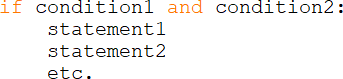 if condition1 and condition2:
    statement1
    statement2
    etc.